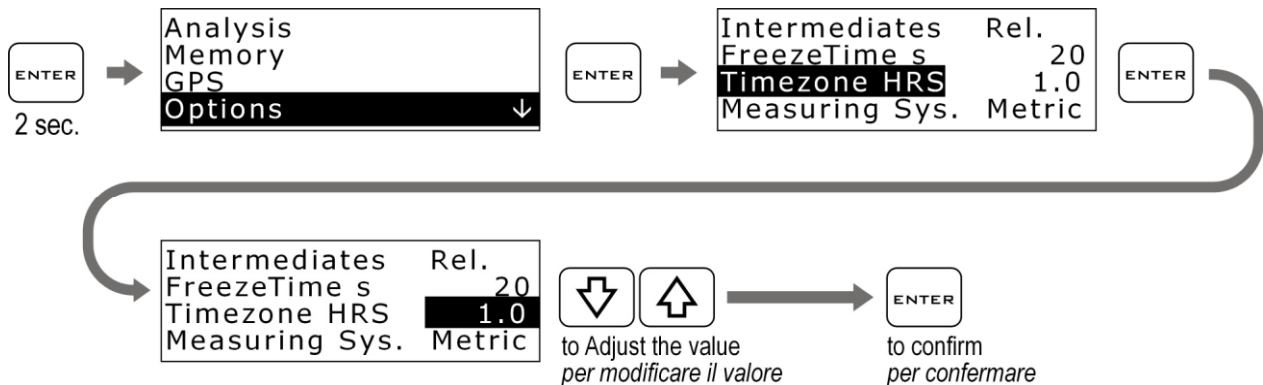 ENTER
2 sec.
Analysis
Memory
GPS
Options ↓
ENTER
Intermediates Rel.
FreezeTime s 20
Timezone HRS 1.0
Measuring Sys. Metric
ENTER
Intermediates Rel.
FreezeTime s 20
Timezone HRS 1.0
Measuring Sys. Metric
to Adjust the value
per modificare il valore
ENTER
to confirm
per confermare